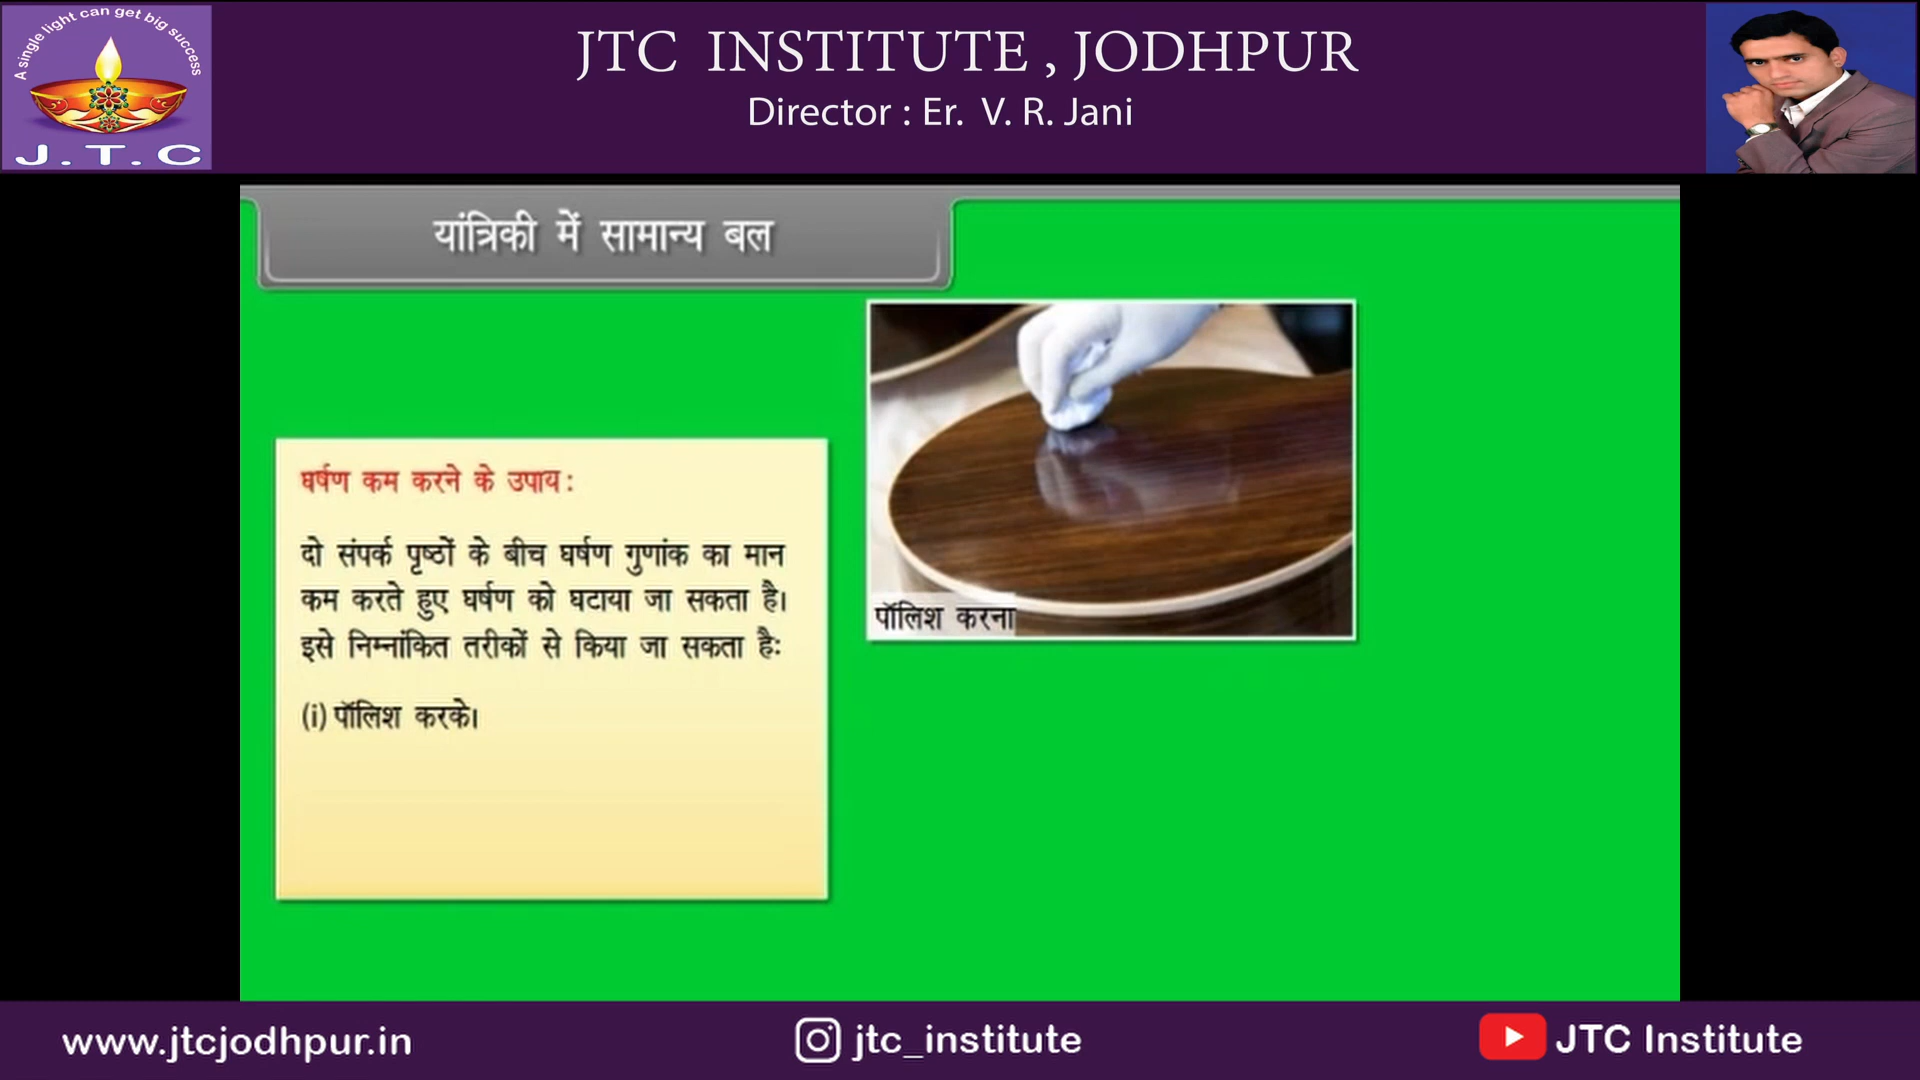 A single light can get big success
J.T.C
JTC INSTITUTE , JODHPUR
Director : Er. V. R. Jani
यांत्रिकी में सामान्य बल
घर्षण कम करने के उपाय:
दो संपर्क पृष्ठों के बीच घर्षण गुणांक का मान
कम करते हुए घर्षण को घटाया जा सकता है।
इसे निम्नांकित तरीकों से किया जा सकता है:
(i) पॉलिश करके।
पॉलिश करना
www.jtcjodhpur.in
jtc_institute
JTC Institute